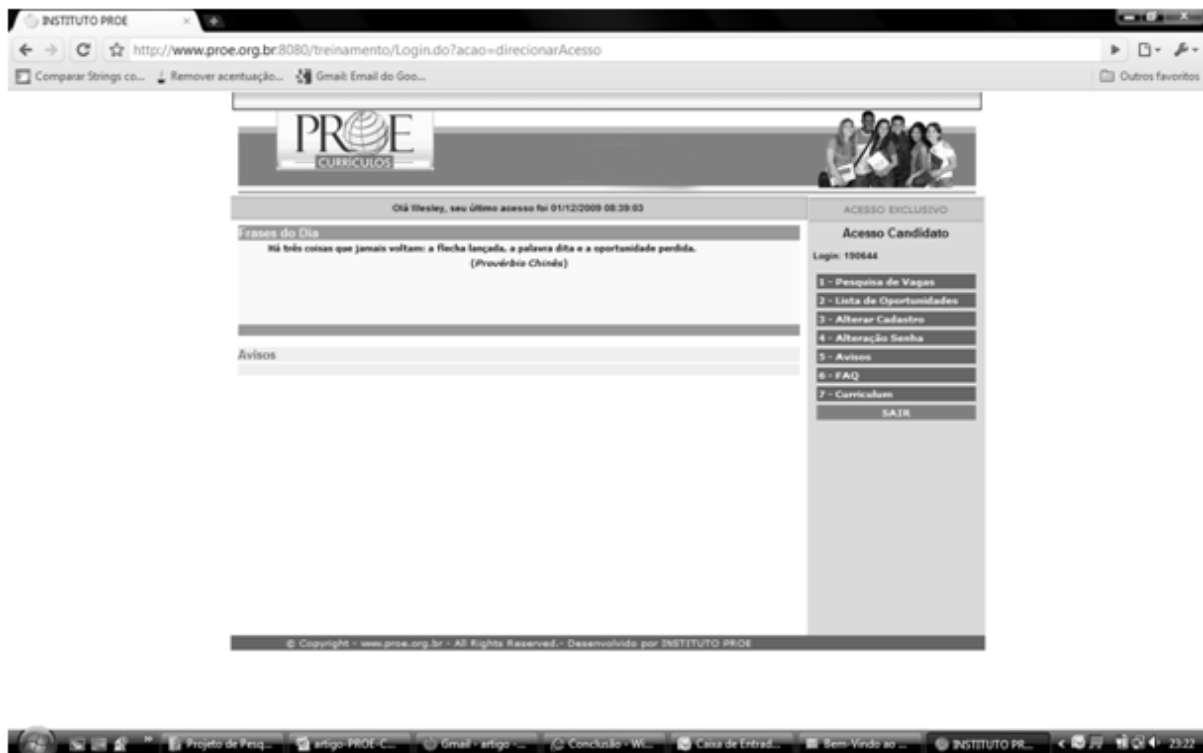 INSTITUTO PROE
http://www.proe.org.br:8080/treinamento/Login.do?acao=direcionarAcesso
Comparar Strings co... Remover acentuação... Gmail: Email do Goo... Outros favoritos
PROE
CURRÍCULOS
Olá Wesley, seu último acesso foi 01/12/2009 08:39:03
Frases do Dia
Há três coisas que jamais voltam: a flecha lançada, a palavra dita e a oportunidade perdida.
(Provérbio Chinês)
Avisos
ACESSO EXCLUSIVO
Acesso Candidato
Login: 190644
1 - Pesquisa de Vagas
2 - Lista de Oportunidades
3 - Alterar Cadastro
4 - Alteração Senha
5 - Avisos
6 - FAQ
7 - Curriculum
SAIR
© Copyright - www.proe.org.br - All Rights Reserved.- Desenvolvido por INSTITUTO PROE
Projeto de Pesq... artigo-PROE-C... Gmail - artigo -... Conclusão - Wi... Caixa de Entrad... Bem-Vindo ao ... INSTITUTO PR...